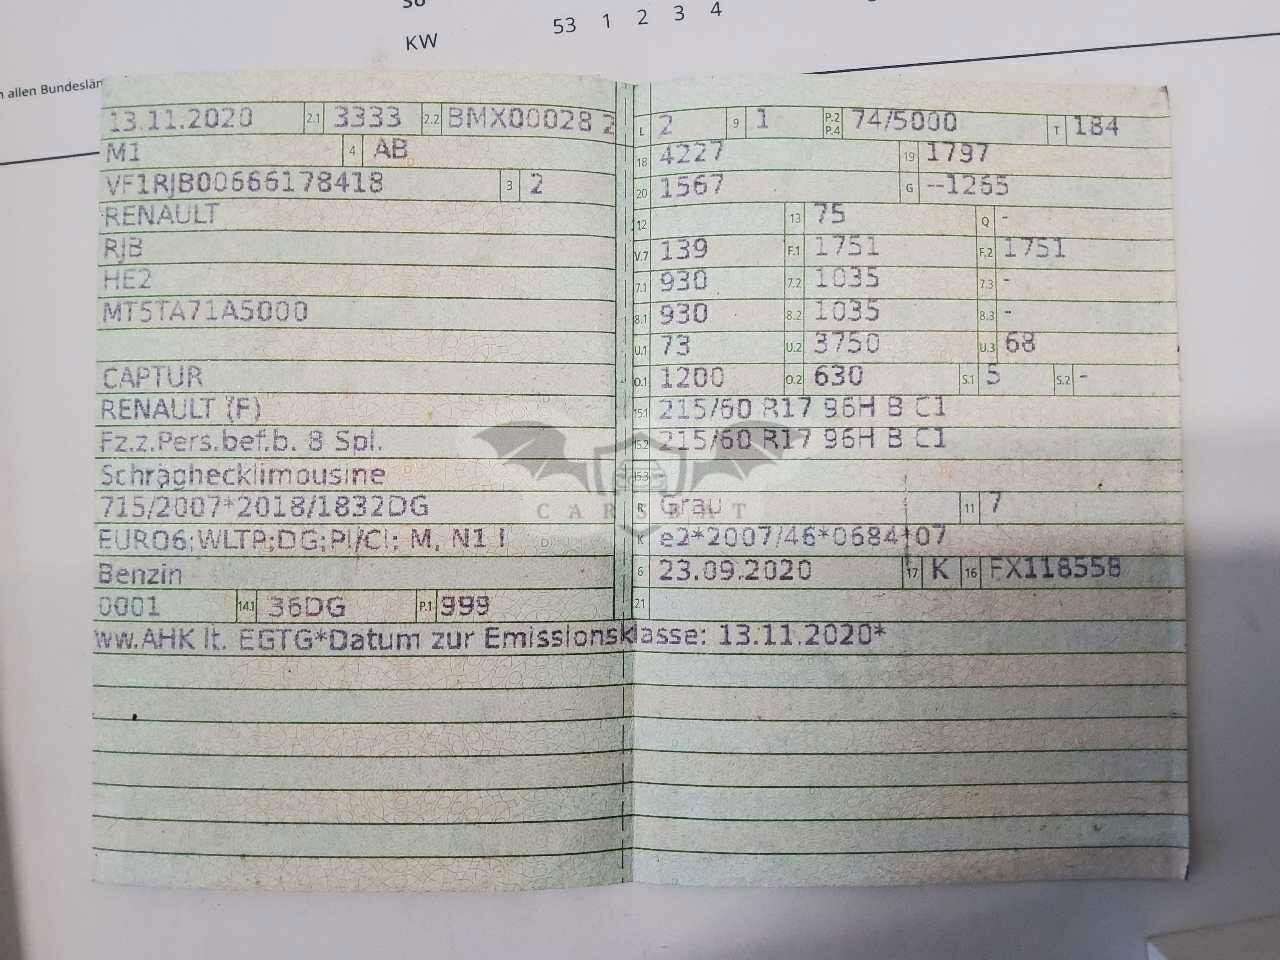 53 1 2 3 4
KW
n allen Bundeslän
13.11.2020 2.1 3333 2.2 BMX00028 2
M1 4 AB
VF1RJB00666178418 3 2
RENAULT
RJB
HE2
MT5TA71A5000
CAPTUR
RENAULT (F)
Fz.z.Pers.bef.b. 8 Spl.
Schräghecklimousine
715/2007*2018/1832DG
EURO6;WLTP;DG;PI/CI; M, N1 I
Benzin
0001 14.1 36DG P.1 999
L 2 9 1 P.2 P.4 74/5000 T 184
18 4227 19 1797
20 1567 G --1265
12 13 75 Q -
V.7 139 F.1 1751 F.2 1751
7.1 930 7.2 1035 7.3 -
8.1 930 8.2 1035 8.3 -
U.1 73 U.2 3750 U.3 68
O.1 1200 O.2 630 S.1 5 S.2 -
15.1 215/60 R17 96H B C1
15.2 215/60 R17 96H B C1
15.3 -
R Grau 11 7
K e2*2007/46*0684*07
6 23.09.2020 17 K 16 FX118558
21
ww.AHK lt. EGTG*Datum zur Emissionsklasse: 13.11.2020*